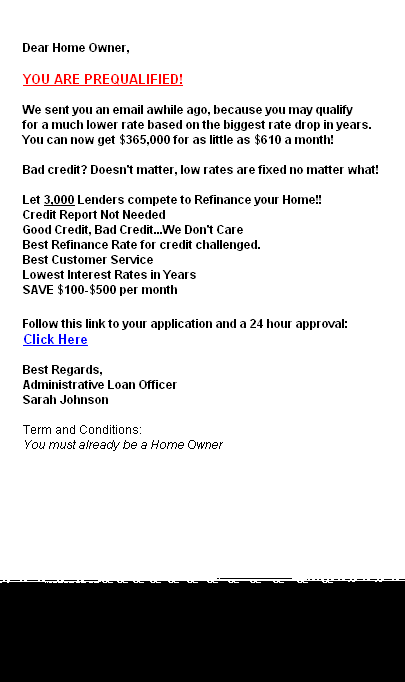 Dear Home Owner,
YOU ARE PREQUALIFIED!
We sent you an email awhile ago, because you may qualify
for a much lower rate based on the biggest rate drop in years.
You can now get $365,000 for as little as $610 a month!
Bad credit? Doesn't matter, low rates are fixed no matter what!
Let 3,000 Lenders compete to Refinance your Home!!
Credit Report Not Needed
Good Credit, Bad Credit...We Don't Care
Best Refinance Rate for credit challenged.
Best Customer Service
Lowest Interest Rates in Years
SAVE $100-$500 per month
Follow this link to your application and a 24 hour approval:
Click Here
Best Regards,
Administrative Loan Officer
Sarah Johnson
Term and Conditions:
You must already be a Home Owner